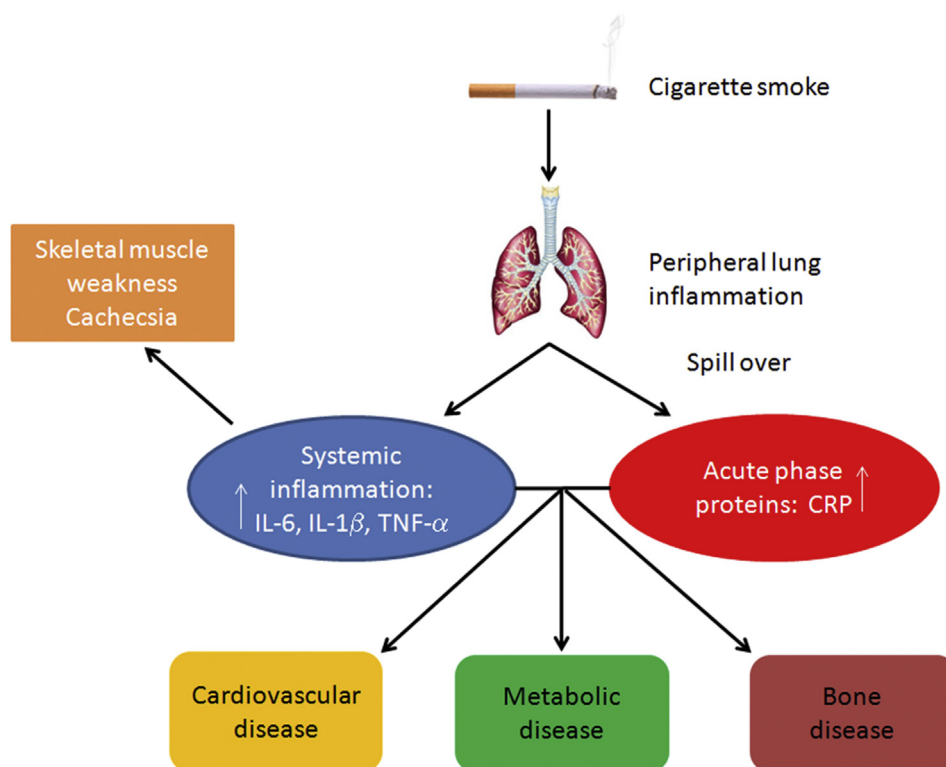 Cigarette smoke
Peripheral lung
inflammation
Skeletal muscle
weakness
Cachecsia
Spill over
Systemic
inflammation:
↑ IL-6, IL-1β, TNF-α
Acute phase ↑
proteins: CRP
Cardiovascular
disease
Metabolic
disease
Bone
disease